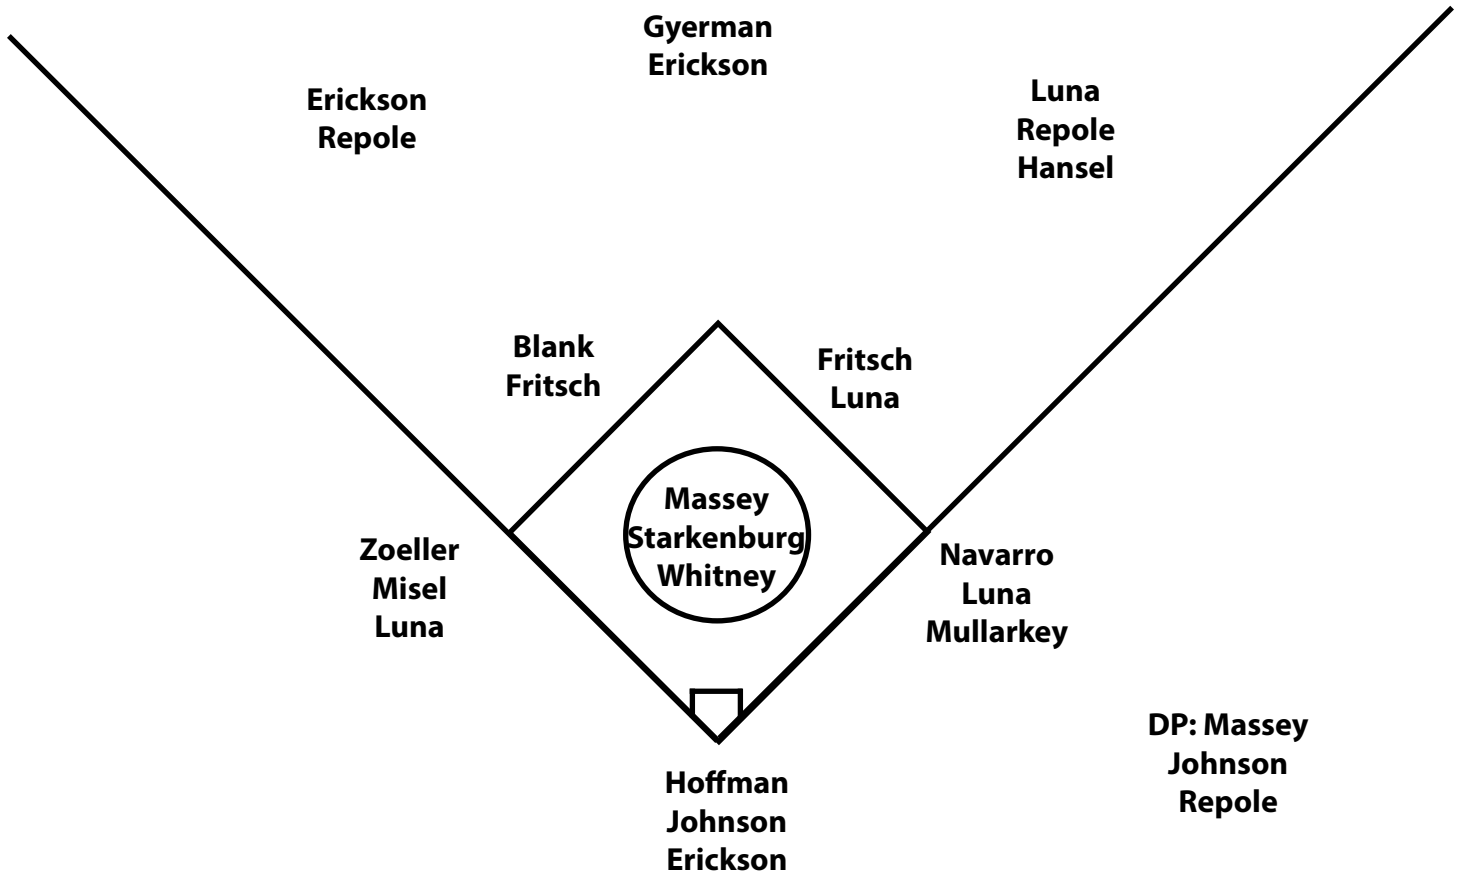 Gyerman
Erickson
Erickson
Repole
Luna
Repole
Hansel
Blank
Fritsch
Fritsch
Luna
Massey
Starkenburg
Whitney
Zoeller
Misel
Luna
Navarro
Luna
Mullarkey
DP: Massey
Johnson
Repole
Hoffman
Johnson
Erickson